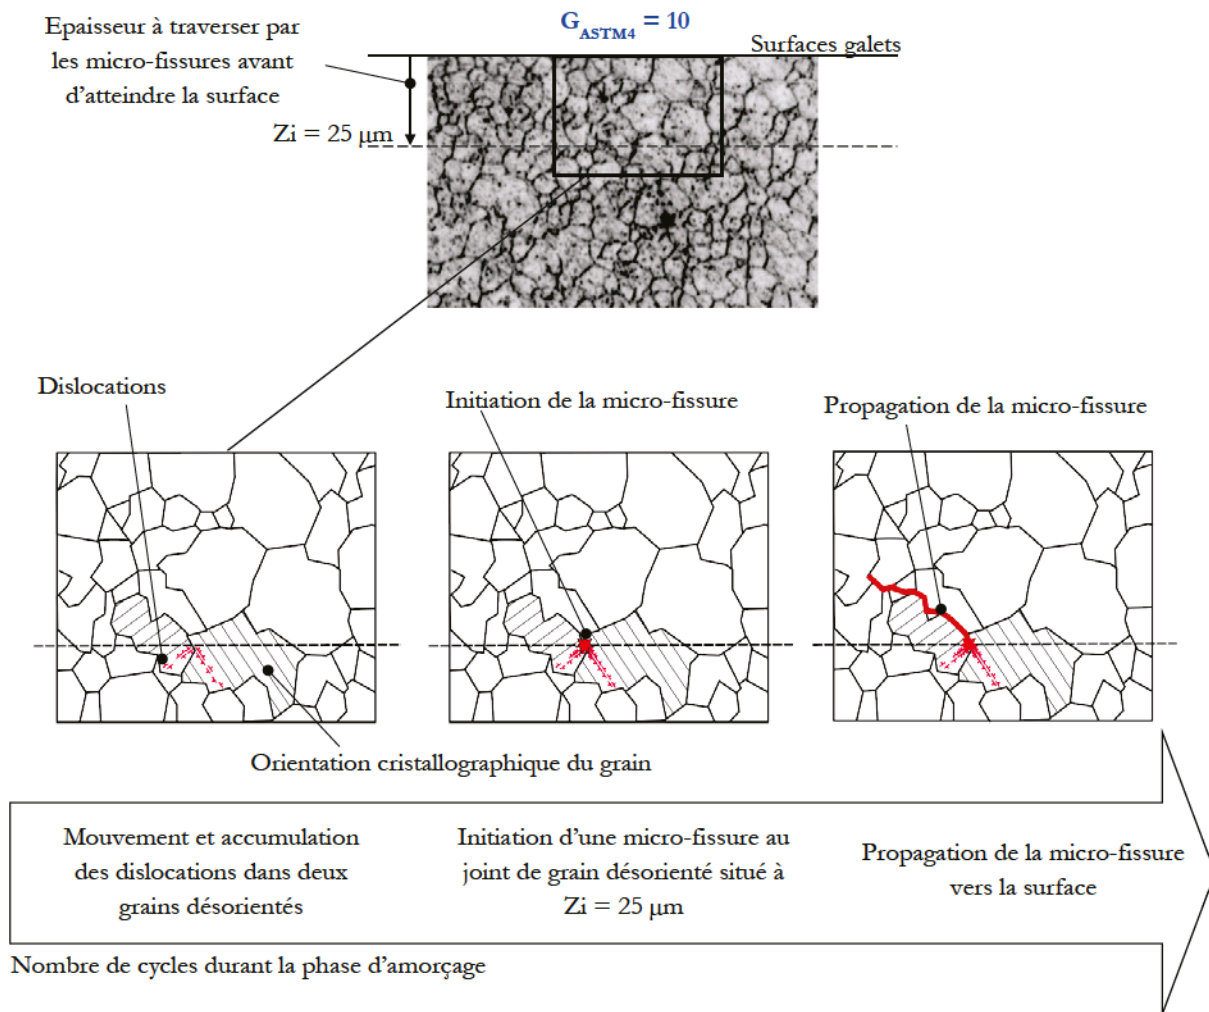 Epaisseur à traverser par
les micro-fissures avant
d’atteindre la surface
G_ASTM4 = 10
Surfaces galets
Zi = 25 µm
Dislocations
Initiation de la micro-fissure
Propagation de la micro-fissure
Orientation cristallographique du grain
Mouvement et accumulation
des dislocations dans deux
grains désorientés
Initiation d’une micro-fissure au
joint de grain désorienté situé à
Zi = 25 µm
Propagation de la micro-fissure
vers la surface
Nombre de cycles durant la phase d’amorçage